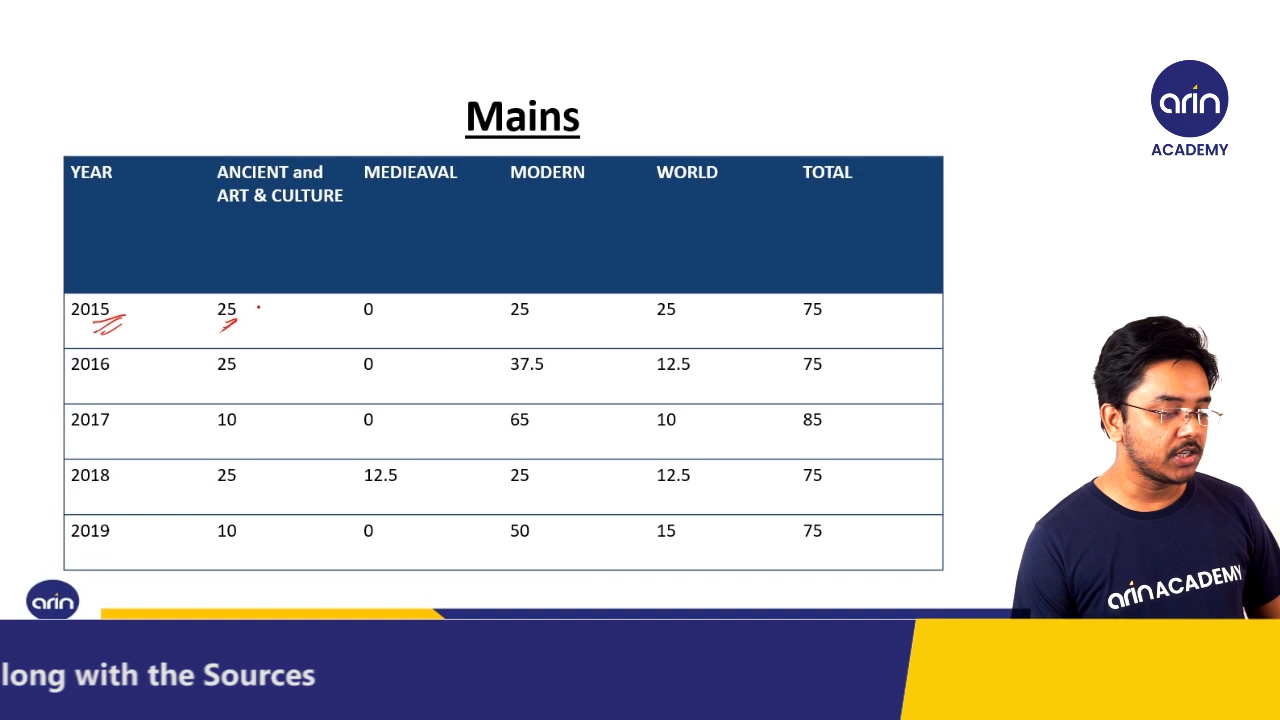 Mains
arin
ACADEMY
YEAR ANCIENT and ART & CULTURE MEDIEAVAL MODERN WORLD TOTAL
2015 25 0 25 25 75
2016 25 0 37.5 12.5 75
2017 10 0 65 10 85
2018 25 12.5 25 12.5 75
2019 10 0 50 15 75
arin ACADEMY
arin
long with the Sources